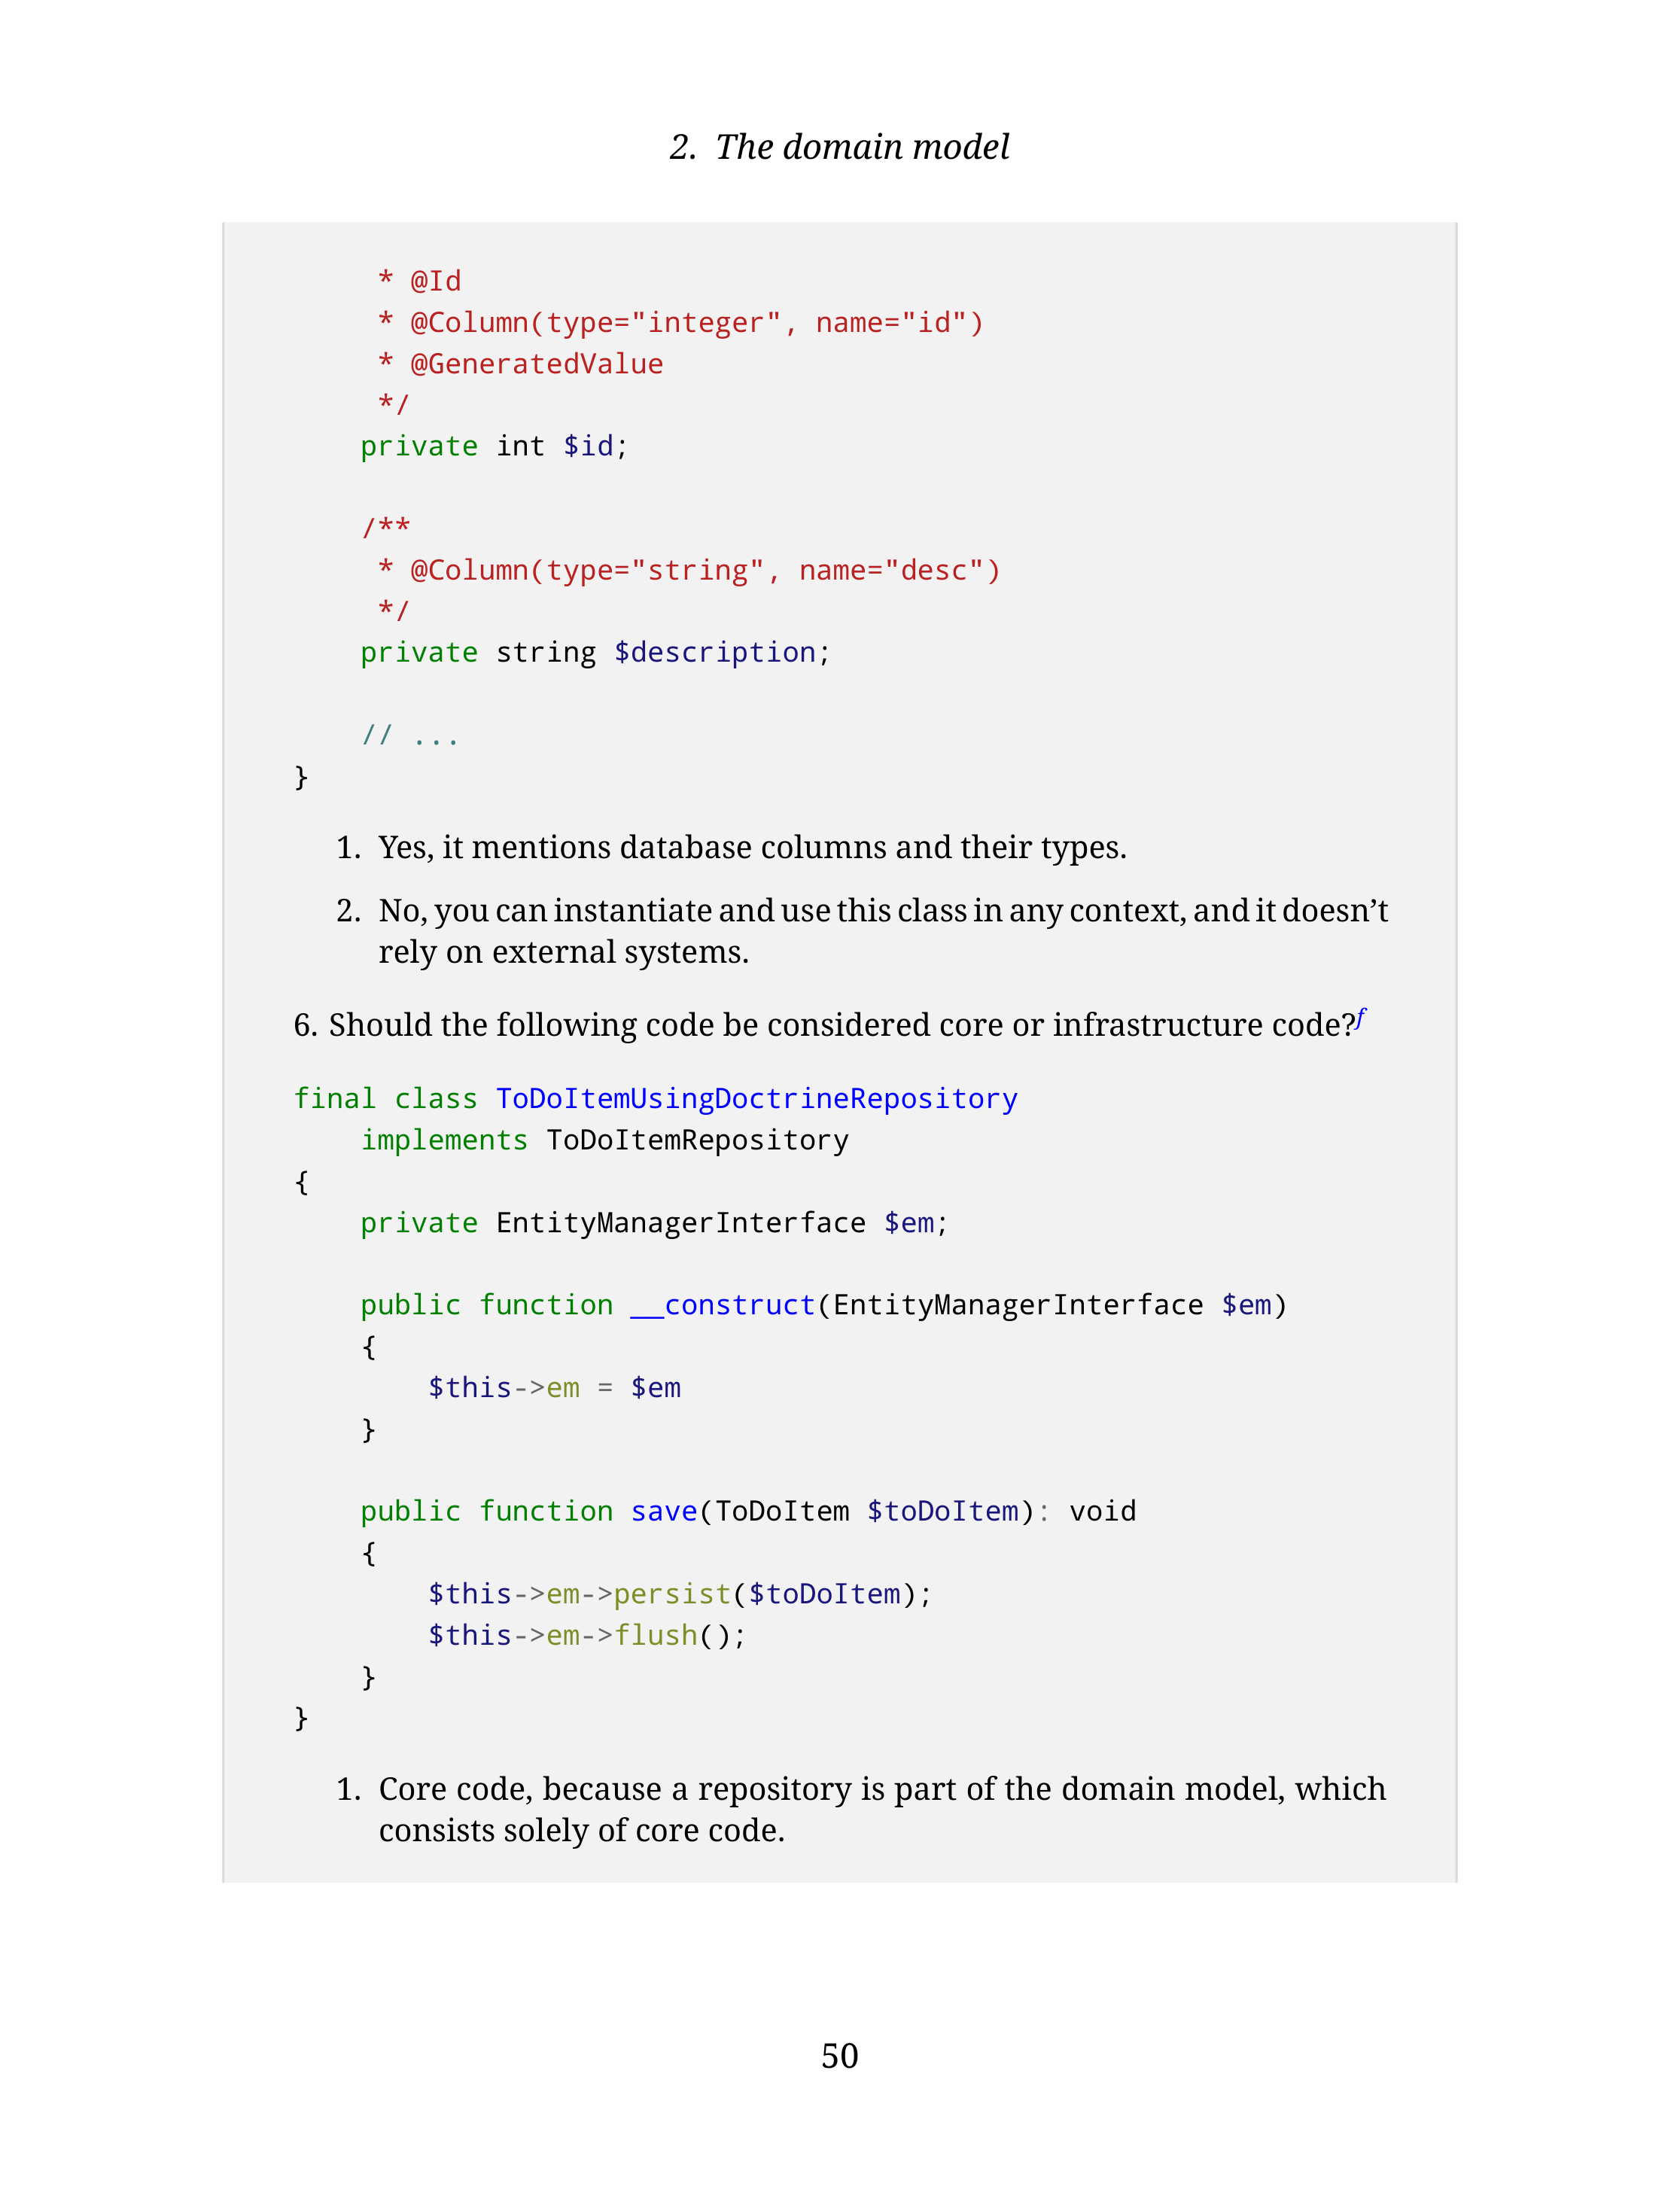 2. The domain model
     * @Id
     * @Column(type="integer", name="id")
     * @GeneratedValue
     */
    private int $id;

    /**
     * @Column(type="string", name="desc")
     */
    private string $description;

    // ...
}
1. Yes, it mentions database columns and their types.
2. No, you can instantiate and use this class in any context, and it doesn’t
rely on external systems.
6. Should the following code be considered core or infrastructure code?f
final class ToDoItemUsingDoctrineRepository
    implements ToDoItemRepository
{
    private EntityManagerInterface $em;

    public function __construct(EntityManagerInterface $em)
    {
        $this->em = $em
    }

    public function save(ToDoItem $toDoItem): void
    {
        $this->em->persist($toDoItem);
        $this->em->flush();
    }
}
1. Core code, because a repository is part of the domain model, which
consists solely of core code.
50